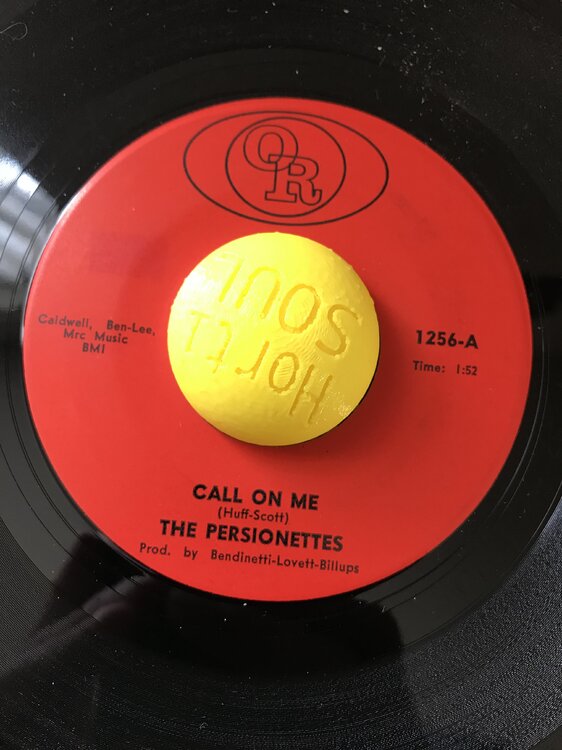 OR
Caldwell, Ben-Lee,
Mrc Music
BMI
1256-A
Time: 1:52
Hortt
SOUL
CALL ON ME
(Huff-Scott)
THE PERSIONETTES
Prod. by Bendinetti-Lovett-Billups